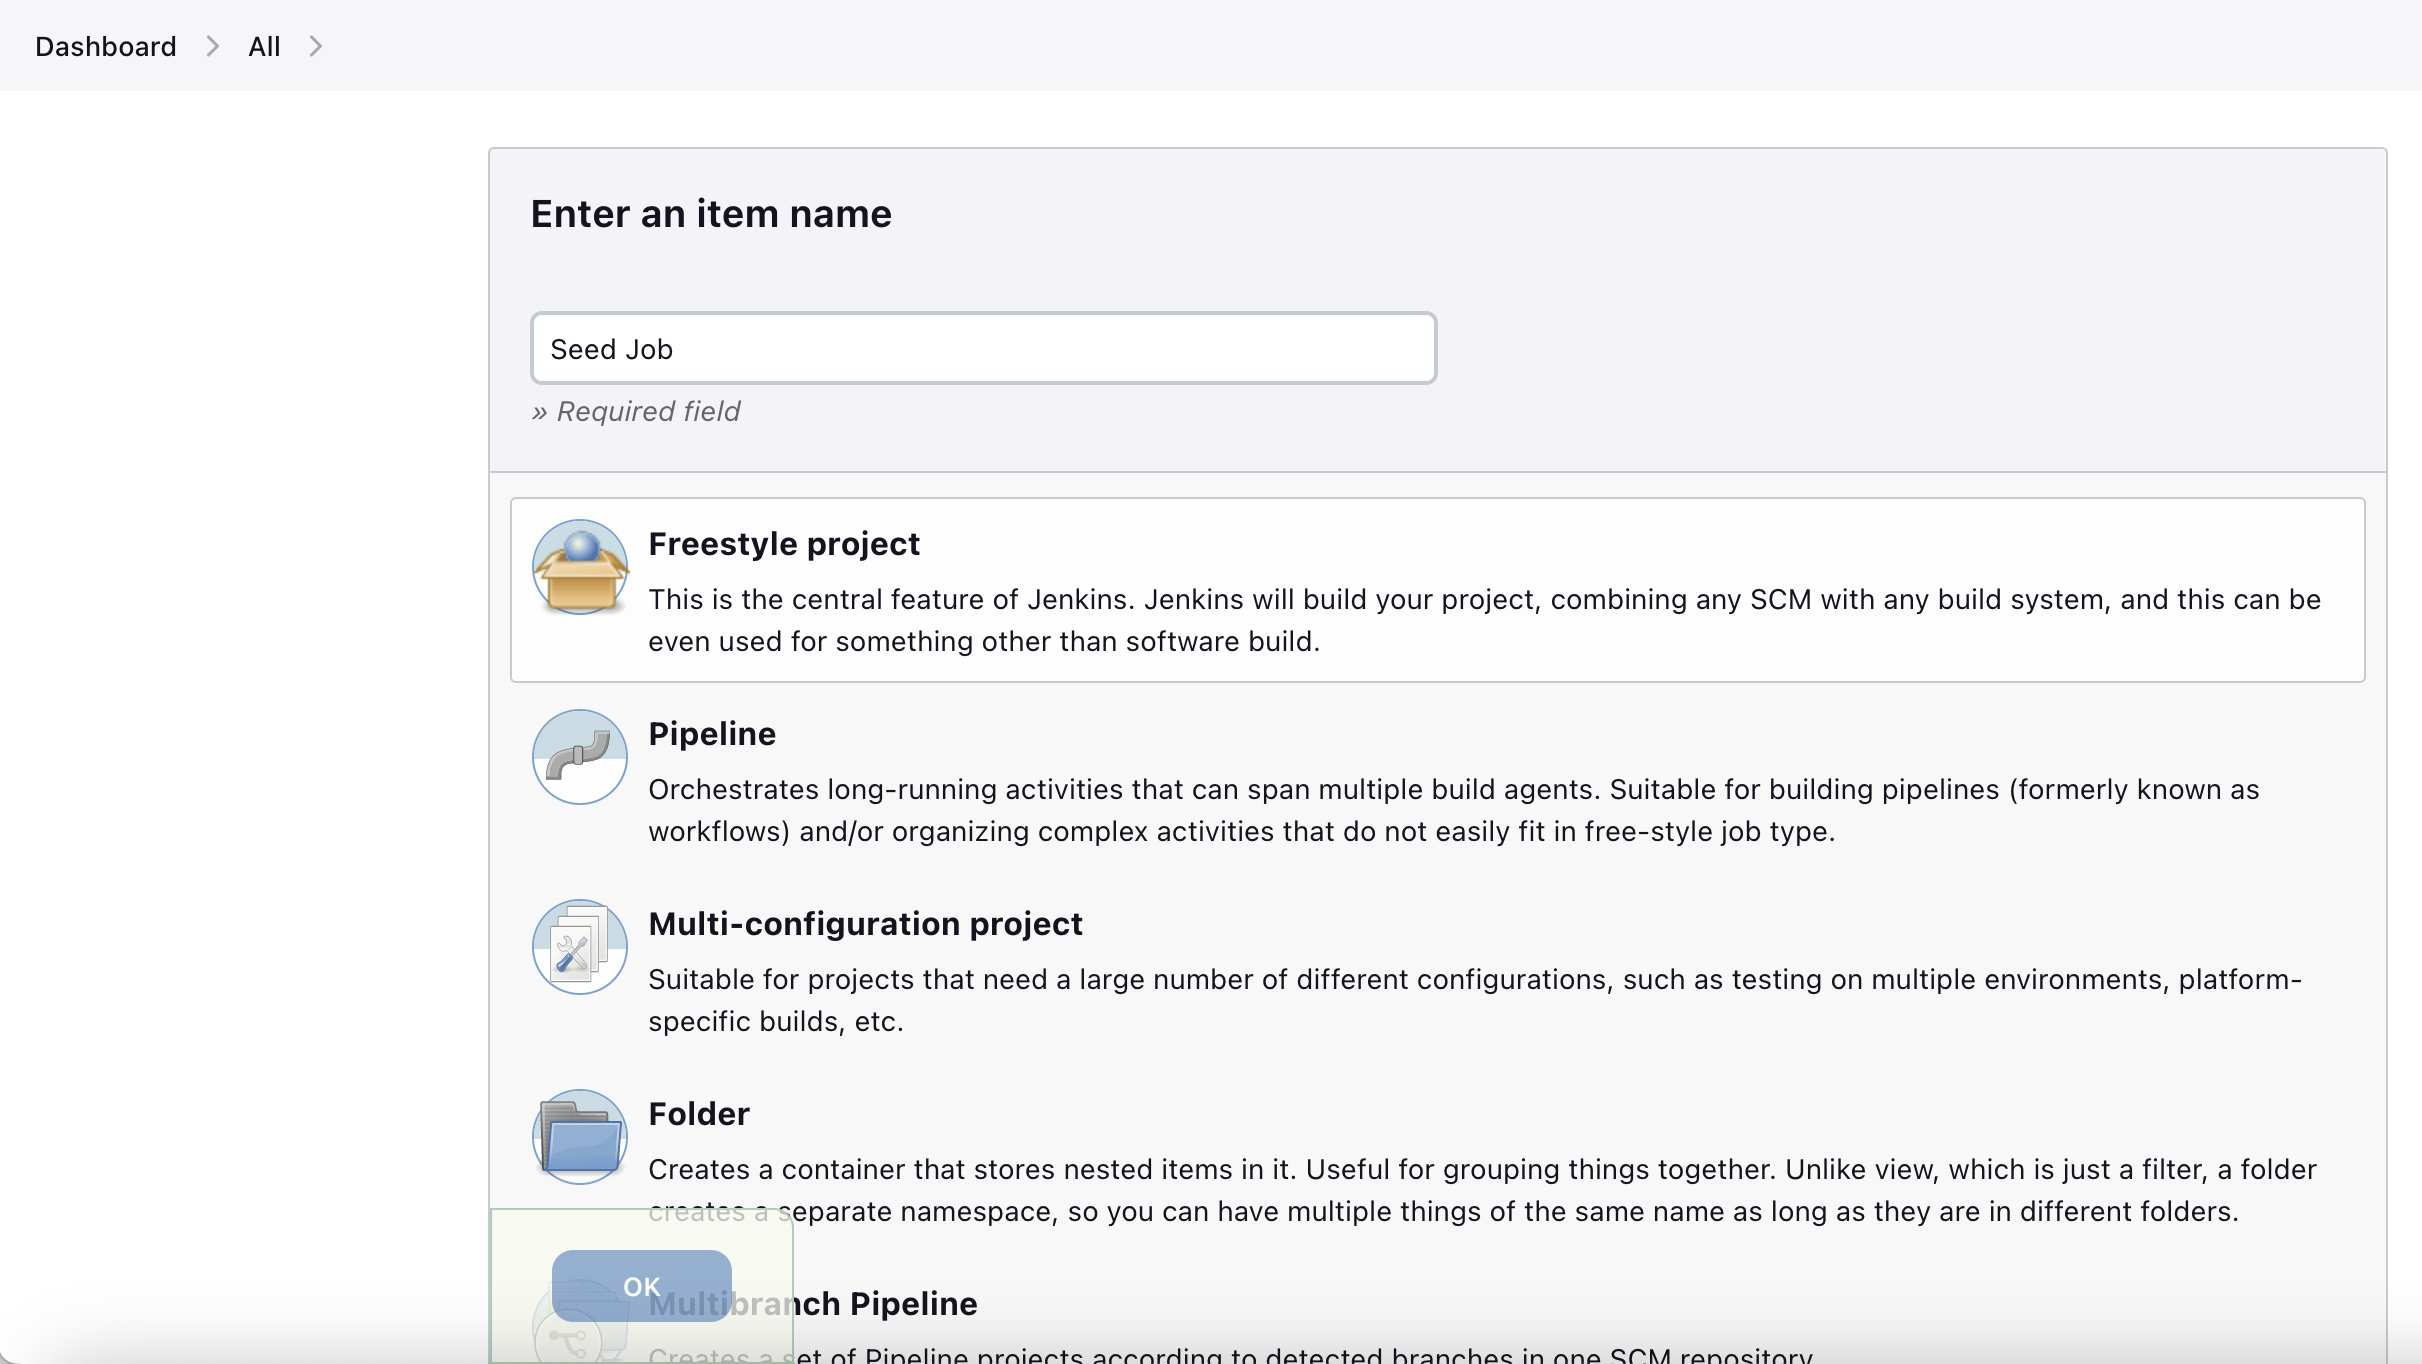 Dashboard > All >
Enter an item name
Seed Job
» Required field
Freestyle project
This is the central feature of Jenkins. Jenkins will build your project, combining any SCM with any build system, and this can be
even used for something other than software build.
Pipeline
Orchestrates long-running activities that can span multiple build agents. Suitable for building pipelines (formerly known as
workflows) and/or organizing complex activities that do not easily fit in free-style job type.
Multi-configuration project
Suitable for projects that need a large number of different configurations, such as testing on multiple environments, platform-
specific builds, etc.
Folder
Creates a container that stores nested items in it. Useful for grouping things together. Unlike view, which is just a filter, a folder
creates a separate namespace, so you can have multiple things of the same name as long as they are in different folders.
OK
Multibranch Pipeline
Creates a set of Pipeline projects according to detected branches in one SCM repository.